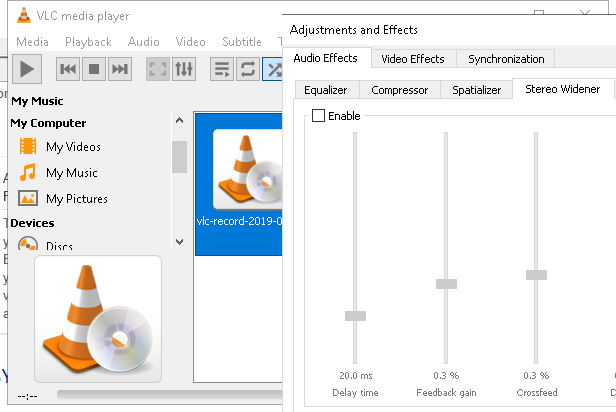 VLC media player
Media Playback Audio Video Subtitle
My Music
My Computer
My Videos
My Music
My Pictures
Devices
Discs
vlc-record-2019-0
--:--
Adjustments and Effects
Audio Effects Video Effects Synchronization
Equalizer Compressor Spatializer Stereo Widener
Enable
20.0 ms 0.3 % 0.3 %
Delay time Feedback gain Crossfeed